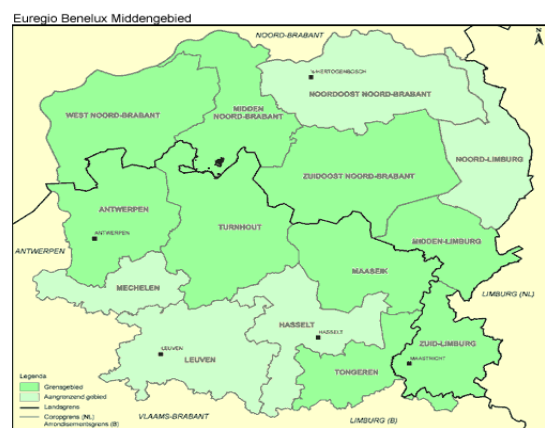 Euregio Benelux Middengebied
NOORD-BRABANT
N
'S-HERTOGENBOSCH
NOORDOOST NOORD-BRABANT
WEST NOORD-BRABANT
MIDDEN
NOORD-BRABANT
NOORD-LIMBURG
ZUIDOOST NOORD-BRABANT
ANTWERPEN
TURNHOUT
ANTWERPEN
MIDDEN-LIMBURG
ANTWERPEN
MAASEIK
MECHELEN
LIMBURG (NL)
HASSELT
HASSELT
LEUVEN
LEUVEN
ZUID-LIMBURG
MAASTRICHT
TONGEREN
Legenda
Grensgebied
Aangrenzend gebied
Landsgrens
Coropgrens (NL)
Arrondisementsgrens (B)
VLAAMS-BRABANT
LIMBURG (B)